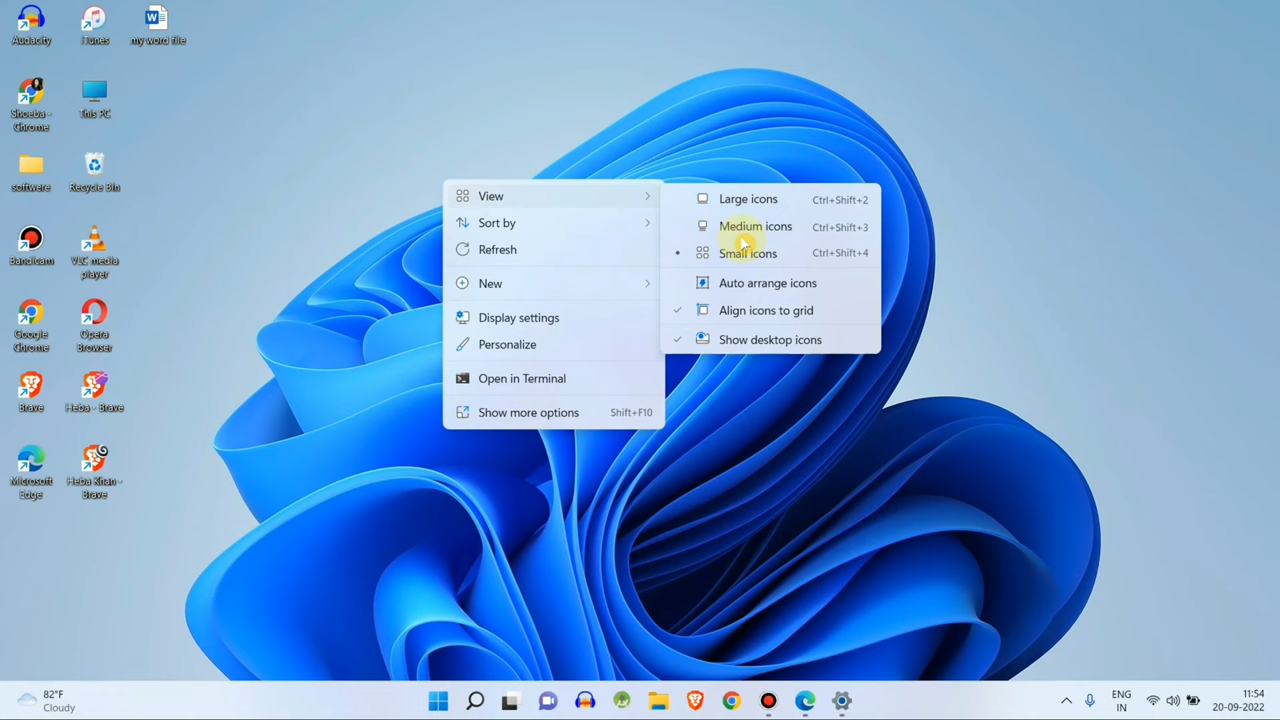 Audacity
iTunes
my word file
Shoeba -
Chrome
This PC
softwere
Recycle Bin
Bandicam
VLC media
player
Google
Chrome
Opera
Browser
Brave
Heba - Brave
Microsoft
Edge
Heba Khan -
Brave
View
Sort by
Refresh
New
Display settings
Personalize
Open in Terminal
Show more options Shift+F10
Large icons Ctrl+Shift+2
Medium icons Ctrl+Shift+3
Small icons Ctrl+Shift+4
Auto arrange icons
Align icons to grid
Show desktop icons
82°F
Cloudy
ENG
IN
11:54
20-09-2022